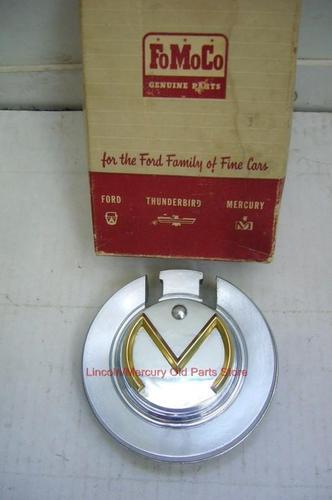 FoMoCo
GENUINE PARTS
for the Ford Family of Fine Cars
FORD THUNDERBIRD MERCURY
M
M
Lincoln/Mercury Old Parts Store